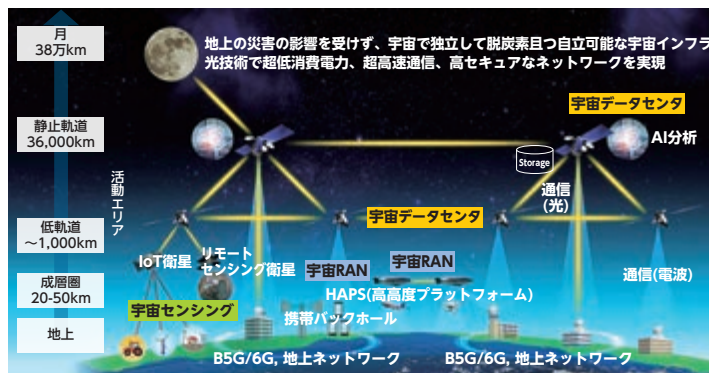 月
38万km
地上の災害の影響を受けず、宇宙で独立して脱炭素且つ自立可能な宇宙インフラ
光技術で超低消費電力、超高速通信、高セキュアなネットワークを実現
宇宙データセンタ
静止軌道
36,000km
AI分析
Storage
活動エリア
通信
(光)
宇宙データセンタ
低軌道
～1,000km
IoT衛星
リモート
センシング衛星
宇宙RAN
宇宙RAN
通信(電波)
成層圏
20-50km
HAPS(高高度プラットフォーム)
宇宙センシング
携帯バックホール
地上
B5G/6G, 地上ネットワーク
B5G/6G, 地上ネットワーク